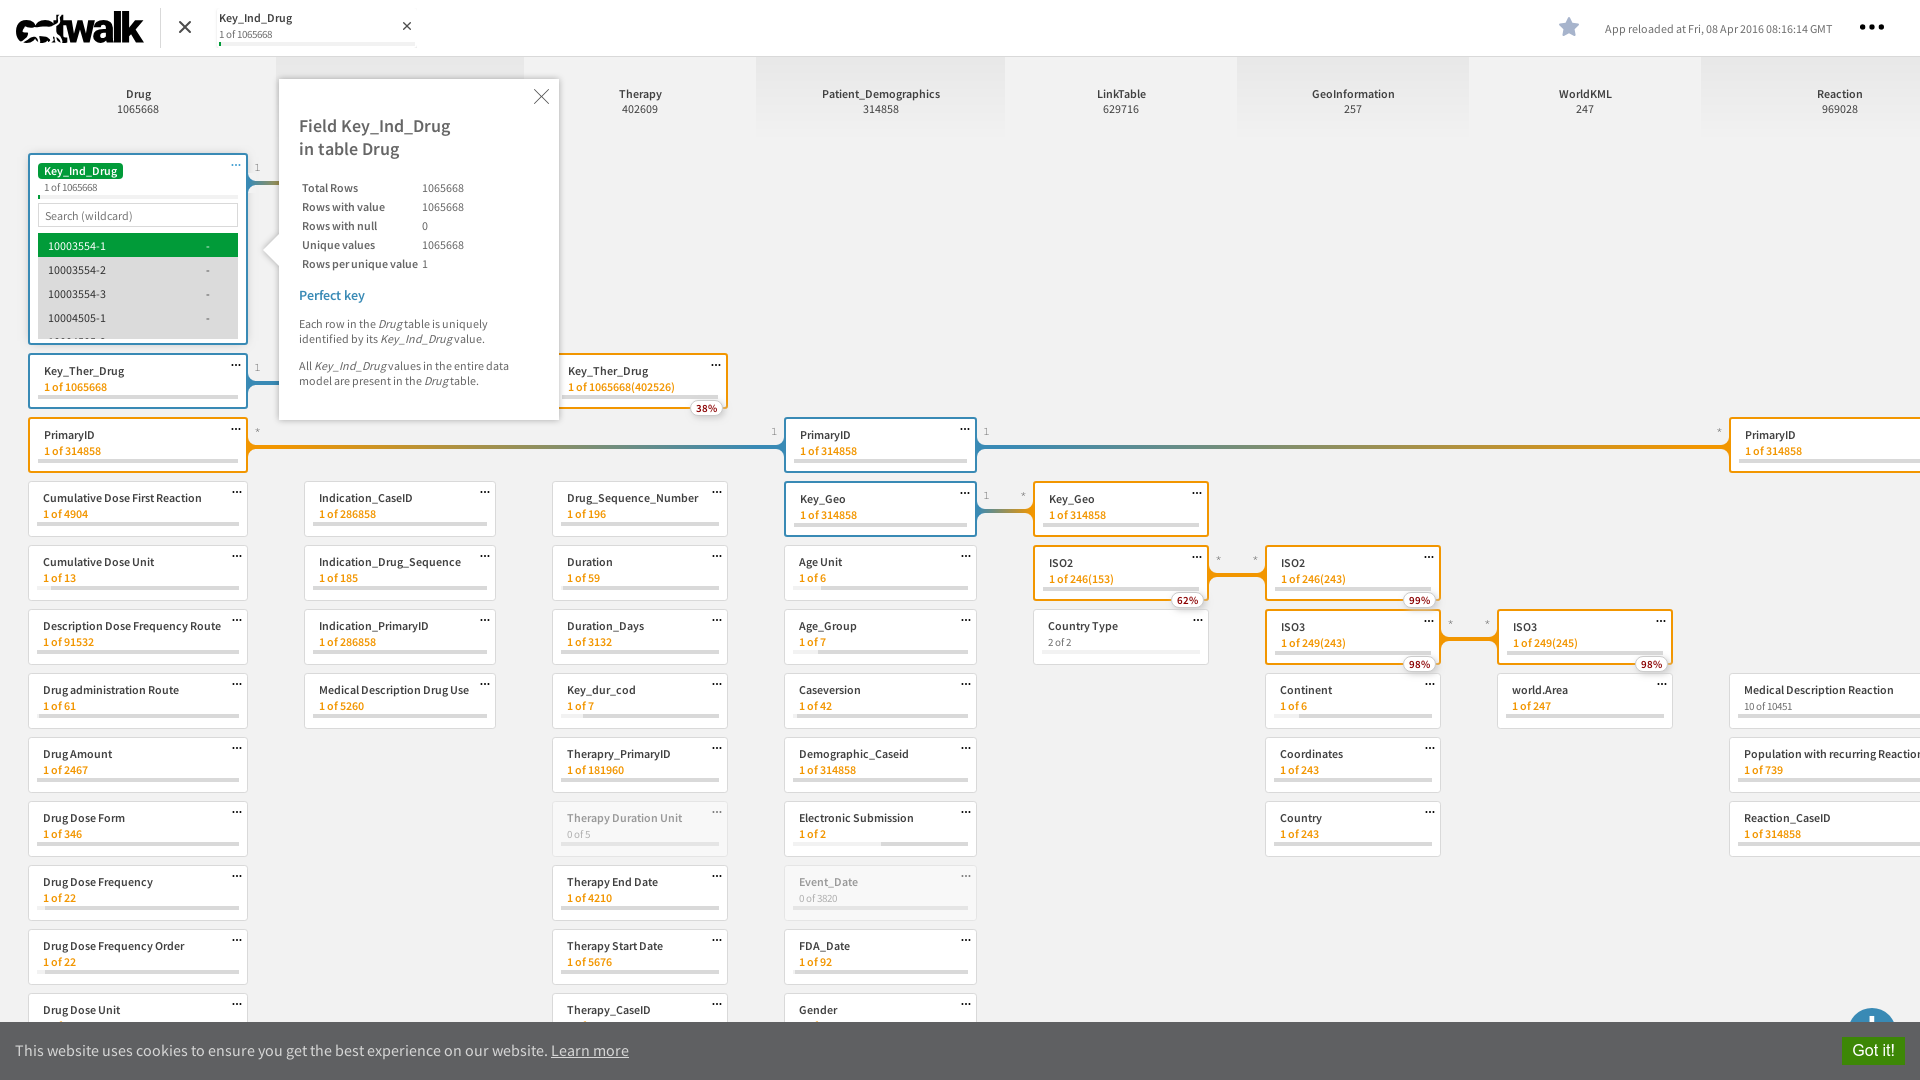 catwalk
Key_Ind_Drug
1 of 1065668
App reloaded at Fri, 08 Apr 2016 08:16:14 GMT
Drug
1065668
Therapy
402609
Patient_Demographics
314858
LinkTable
629716
GeoInformation
257
WorldKML
247
Reaction
969028
Key_Ind_Drug
1 of 1065668
Search (wildcard)
10003554-1 -
10003554-2 -
10003554-3 -
10004505-1 -
1
Field Key_Ind_Drug
in table Drug
Total Rows 1065668
Rows with value 1065668
Rows with null 0
Unique values 1065668
Rows per unique value 1
Perfect key
Each row in the Drug table is uniquely
identified by its Key_Ind_Drug value.
All Key_Ind_Drug values in the entire data
model are present in the Drug table.
Key_Ther_Drug
1 of 1065668
1
Key_Ther_Drug
1 of 1065668(402526)
38%
PrimaryID
1 of 314858
*
1
PrimaryID
1 of 314858
1
*
PrimaryID
1 of 314858
Cumulative Dose First Reaction
1 of 4904
Indication_CaseID
1 of 286858
Drug_Sequence_Number
1 of 196
Key_Geo
1 of 314858
1
*
Key_Geo
1 of 314858
Cumulative Dose Unit
1 of 13
Indication_Drug_Sequence
1 of 185
Duration
1 of 59
Age Unit
1 of 6
ISO2
1 of 246(153)
62%
*
*
ISO2
1 of 246(243)
99%
Description Dose Frequency Route
1 of 91532
Indication_PrimaryID
1 of 286858
Duration_Days
1 of 3132
Age_Group
1 of 7
Country Type
2 of 2
ISO3
1 of 249(243)
98%
*
*
ISO3
1 of 249(245)
98%
Drug administration Route
1 of 61
Medical Description Drug Use
1 of 5260
Key_dur_cod
1 of 7
Caseversion
1 of 42
Continent
1 of 6
world.Area
1 of 247
Medical Description Reaction
10 of 10451
Drug Amount
1 of 2467
Therapry_PrimaryID
1 of 181960
Demographic_Caseid
1 of 314858
Coordinates
1 of 243
Population with recurring Reaction
1 of 739
Drug Dose Form
1 of 346
Therapy Duration Unit
0 of 5
Electronic Submission
1 of 2
Country
1 of 243
Reaction_CaseID
1 of 314858
Drug Dose Frequency
1 of 22
Therapy End Date
1 of 4210
Event_Date
0 of 3820
Drug Dose Frequency Order
1 of 22
Therapy Start Date
1 of 5676
FDA_Date
1 of 92
Drug Dose Unit
Therapy_CaseID
Gender
This website uses cookies to ensure you get the best experience on our website. Learn more
Got it!